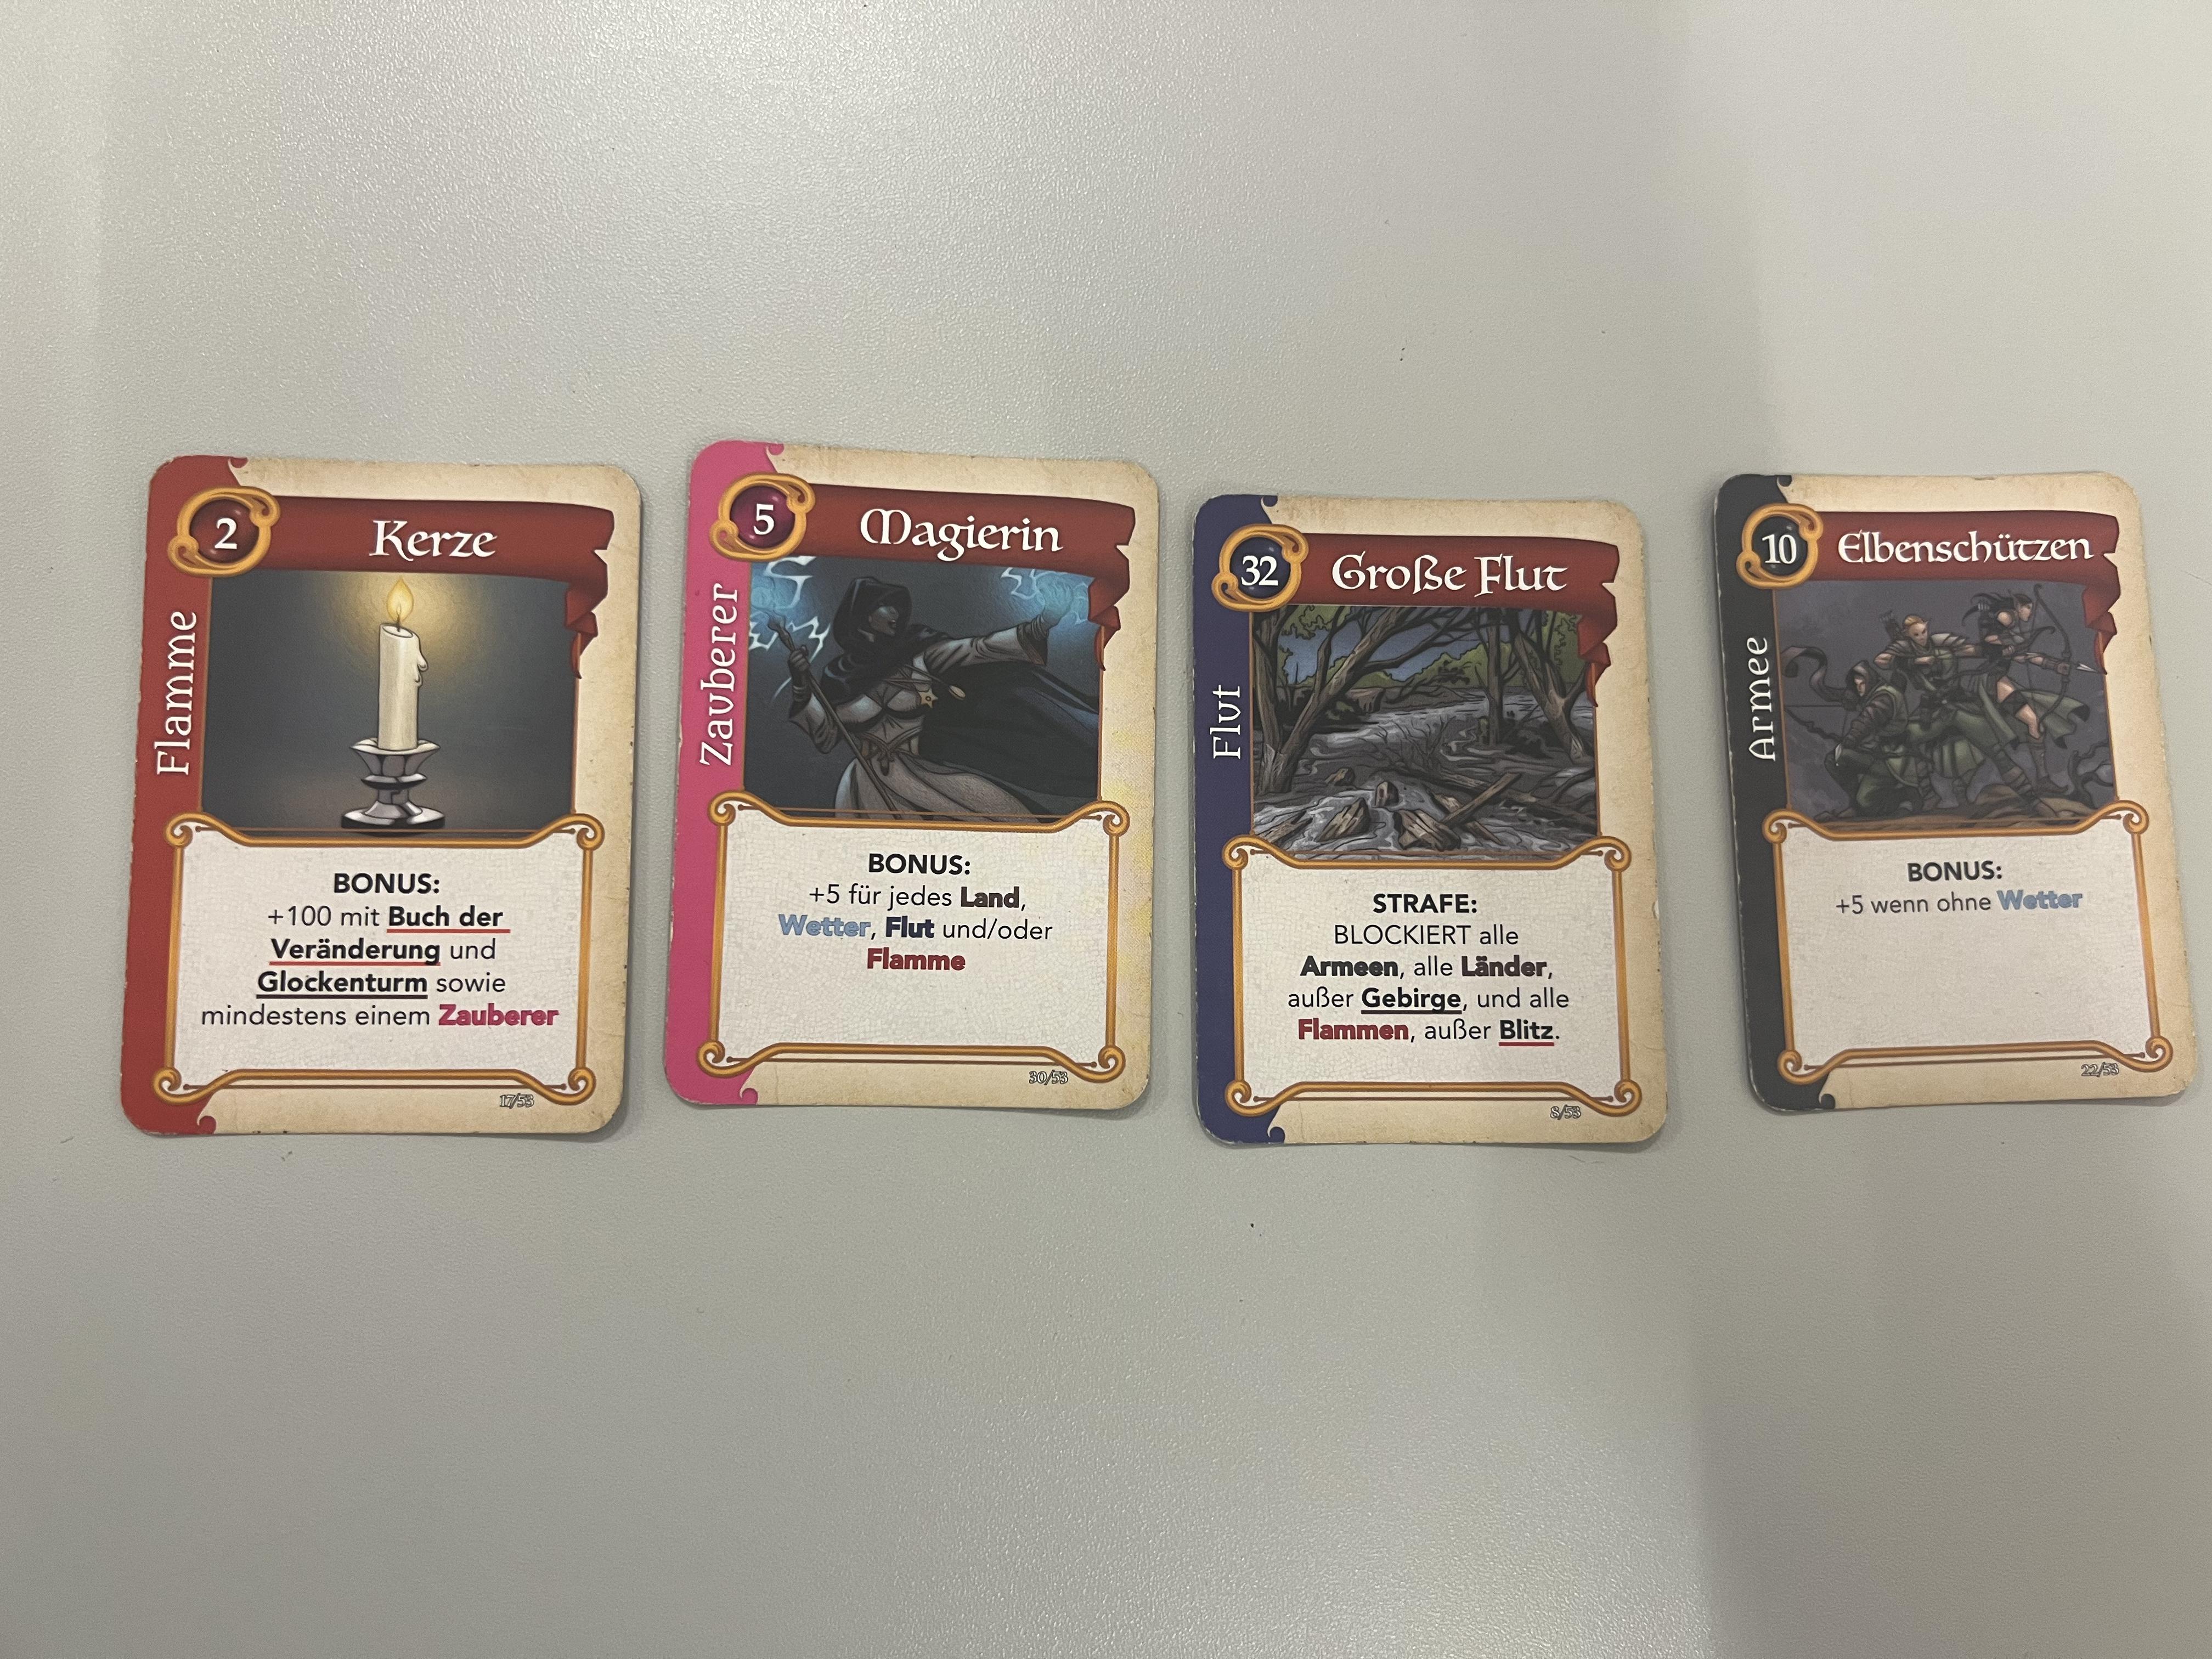 2
Kerze
Flamme
BONUS:
+100 mit Buch der
Veränderung und
Glockenturm sowie
mindestens einem Zauberer
17/53
5
Magierin
Zauberer
BONUS:
+5 für jedes Land,
Wetter, Flut und/oder
Flamme
30/53
32
Große Flut
Flut
STRAFE:
BLOCKIERT alle
Armeen, alle Länder,
außer Gebirge, und alle
Flammen, außer Blitz.
8/53
10
Elbenschützen
Armee
BONUS:
+5 wenn ohne Wetter
22/53